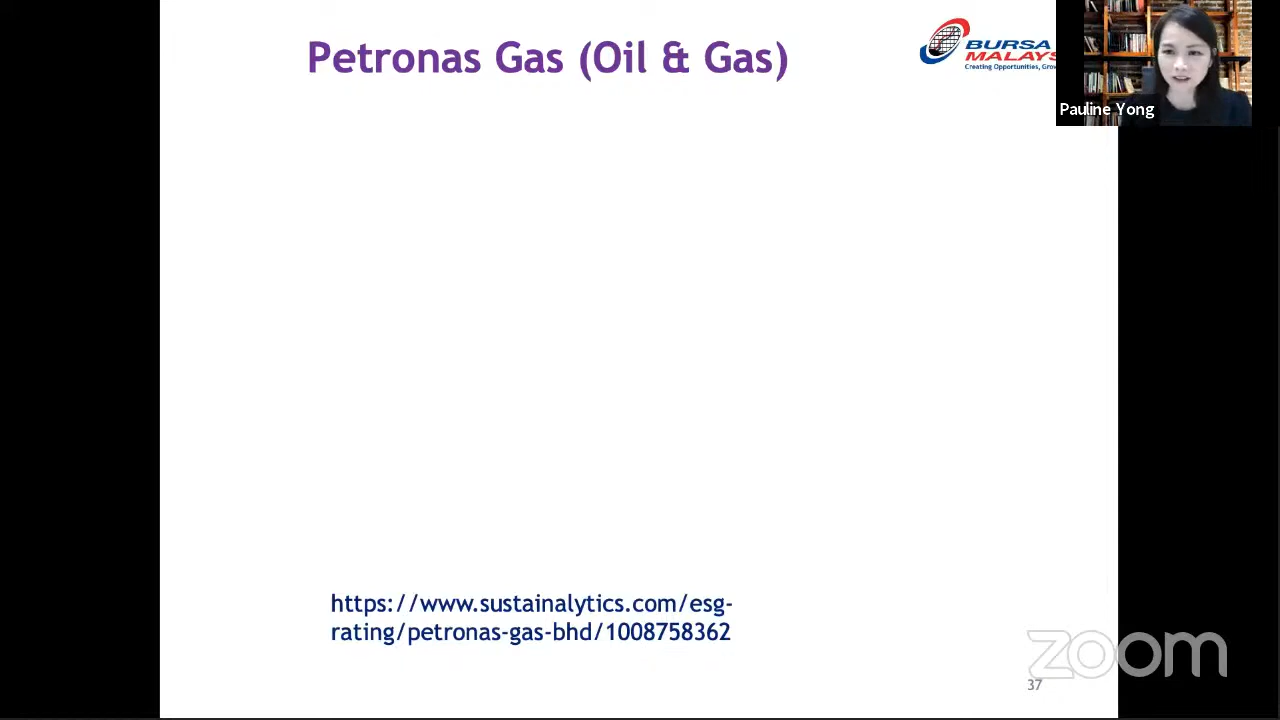 Petronas Gas (Oil & Gas)
BURSA
MALAYS
Creating Opportunities,
Pauline Yong
https://www.sustainalytics.com/esg-
rating/petronas-gas-bhd/1008758362
zoom
37